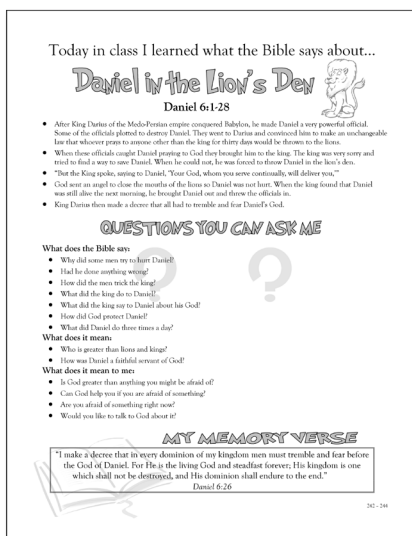 Today in class I learned what the Bible says about...
Daniel in the Lion's Den
Daniel 6:1-28
• After King Darius of the Medo-Persian empire conquered Babylon, he made Daniel a very powerful official.
Some of the officials plotted to destroy Daniel. They went to Darius and convinced him to make an unchangeable
law that whoever prays to anyone other than the king for thirty days would be thrown to the lions.
• When these officials caught Daniel praying to God they brought him to the king. The king was very sorry and
tried to find a way to save Daniel. When he could not, he was forced to throw Daniel in the lion's den.
• "But the King spoke, saying to Daniel, 'Your God, whom you serve continually, will deliver you,'"
• God sent an angel to close the mouths of the lions so Daniel was not hurt. When the king found that Daniel
was still alive the next morning, he brought Daniel out and threw the officials in.
• King Darius then made a decree that all had to tremble and fear Daniel's God.
QUESTIONS YOU CAN ASK ME
What does the Bible say:
• Why did some men try to hurt Daniel?
• Had he done anything wrong?
• How did the men trick the king?
• What did the king do to Daniel?
• What did the king say to Daniel about his God?
• How did God protect Daniel?
• What did Daniel do three times a day?
What does it mean:
• Who is greater than lions and kings?
• How was Daniel a faithful servant of God?
What does it mean to me:
• Is God greater than anything you might be afraid of?
• Can God help you if you are afraid of something?
• Are you afraid of something right now?
• Would you like to talk to God about it?
MY MEMORY VERSE
"I make a decree that in every dominion of my kingdom men must tremble and fear before
the God of Daniel. For He is the living God and steadfast forever; His kingdom is one
which shall not be destroyed, and His dominion shall endure to the end."
Daniel 6:26
242 - 244